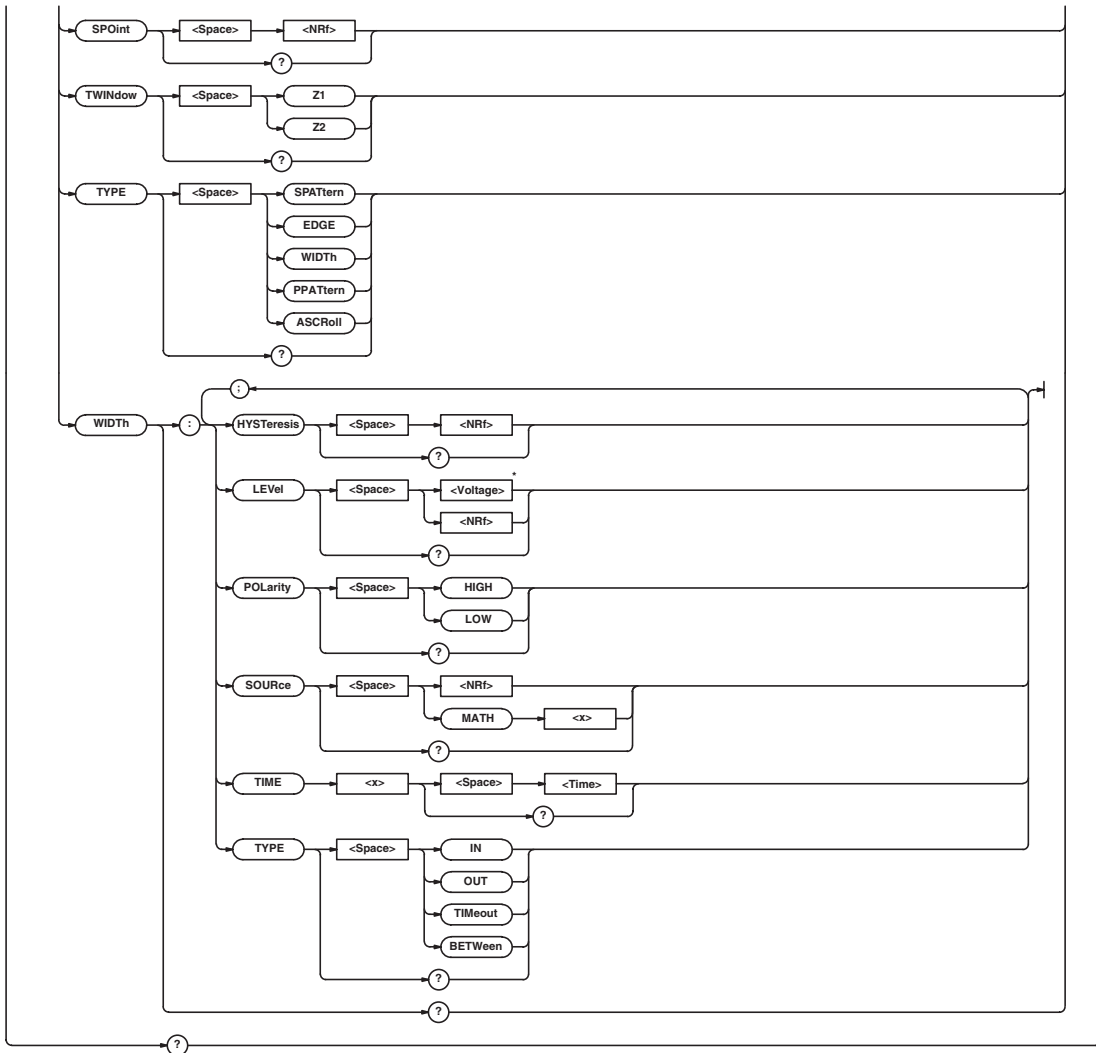 SPOint <Space> <NRf>
?
TWINdow <Space> Z1
Z2
?
TYPE <Space> SPATtern
EDGE
WIDTh
PPATtern
ASCRoll
?
;
WIDTh : HYSTeresis <Space> <NRf>
?
LEVel <Space> <Voltage> *
<NRf>
?
POLarity <Space> HIGH
LOW
?
SOURce <Space> <NRf>
MATH <x>
?
TIME <x> <Space> <Time>
?
TYPE <Space> IN
OUT
TIMeout
BETWeen
?
?
?